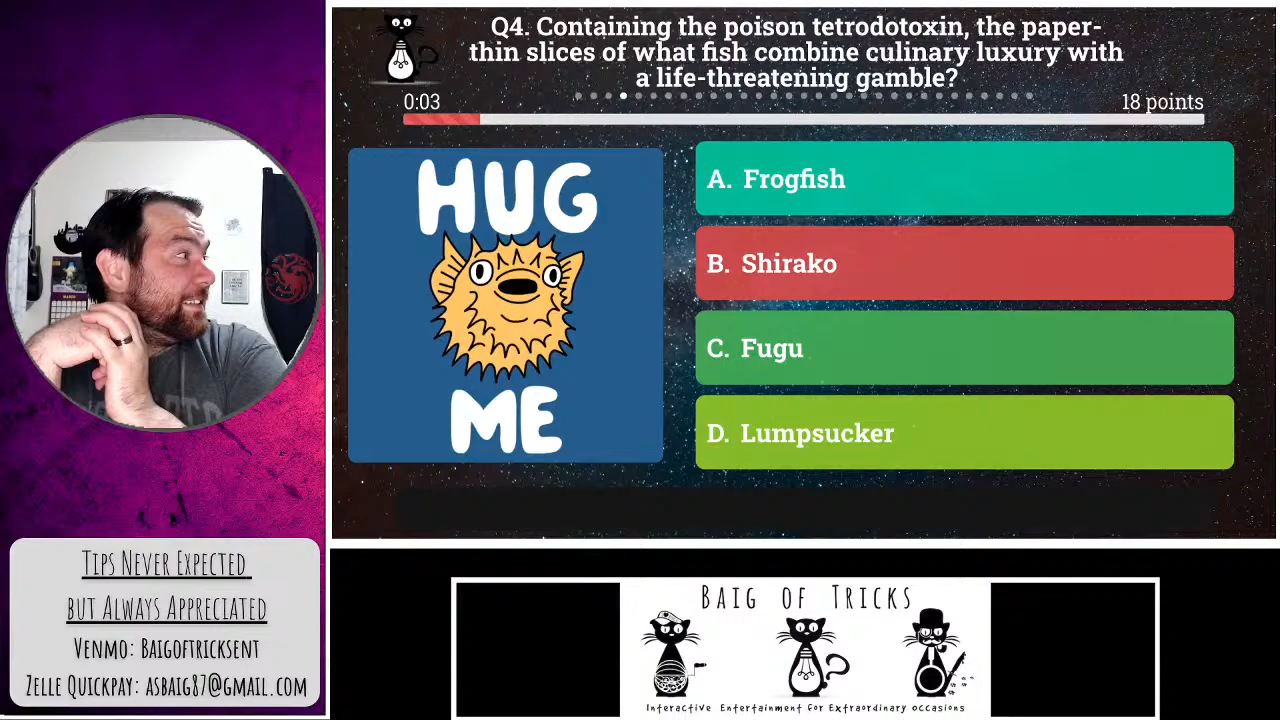 Q4. Containing the poison tetrodotoxin, the paper-
thin slices of what fish combine culinary luxury with
a life-threatening gamble?
0:03
18 points
HUG
ME
A. Frogfish
B. Shirako
C. Fugu
D. Lumpsucker
TIPS NEVER EXPECTED
BUT ALWAYS APPRECIATED
VENMO: BAIGOFTRICKSENT
ZELLE QUICKPAY: ASBAIG87@GMAIL.COM
BAIG OF TRICKS
Interactive Entertainment for Extraordinary occasions